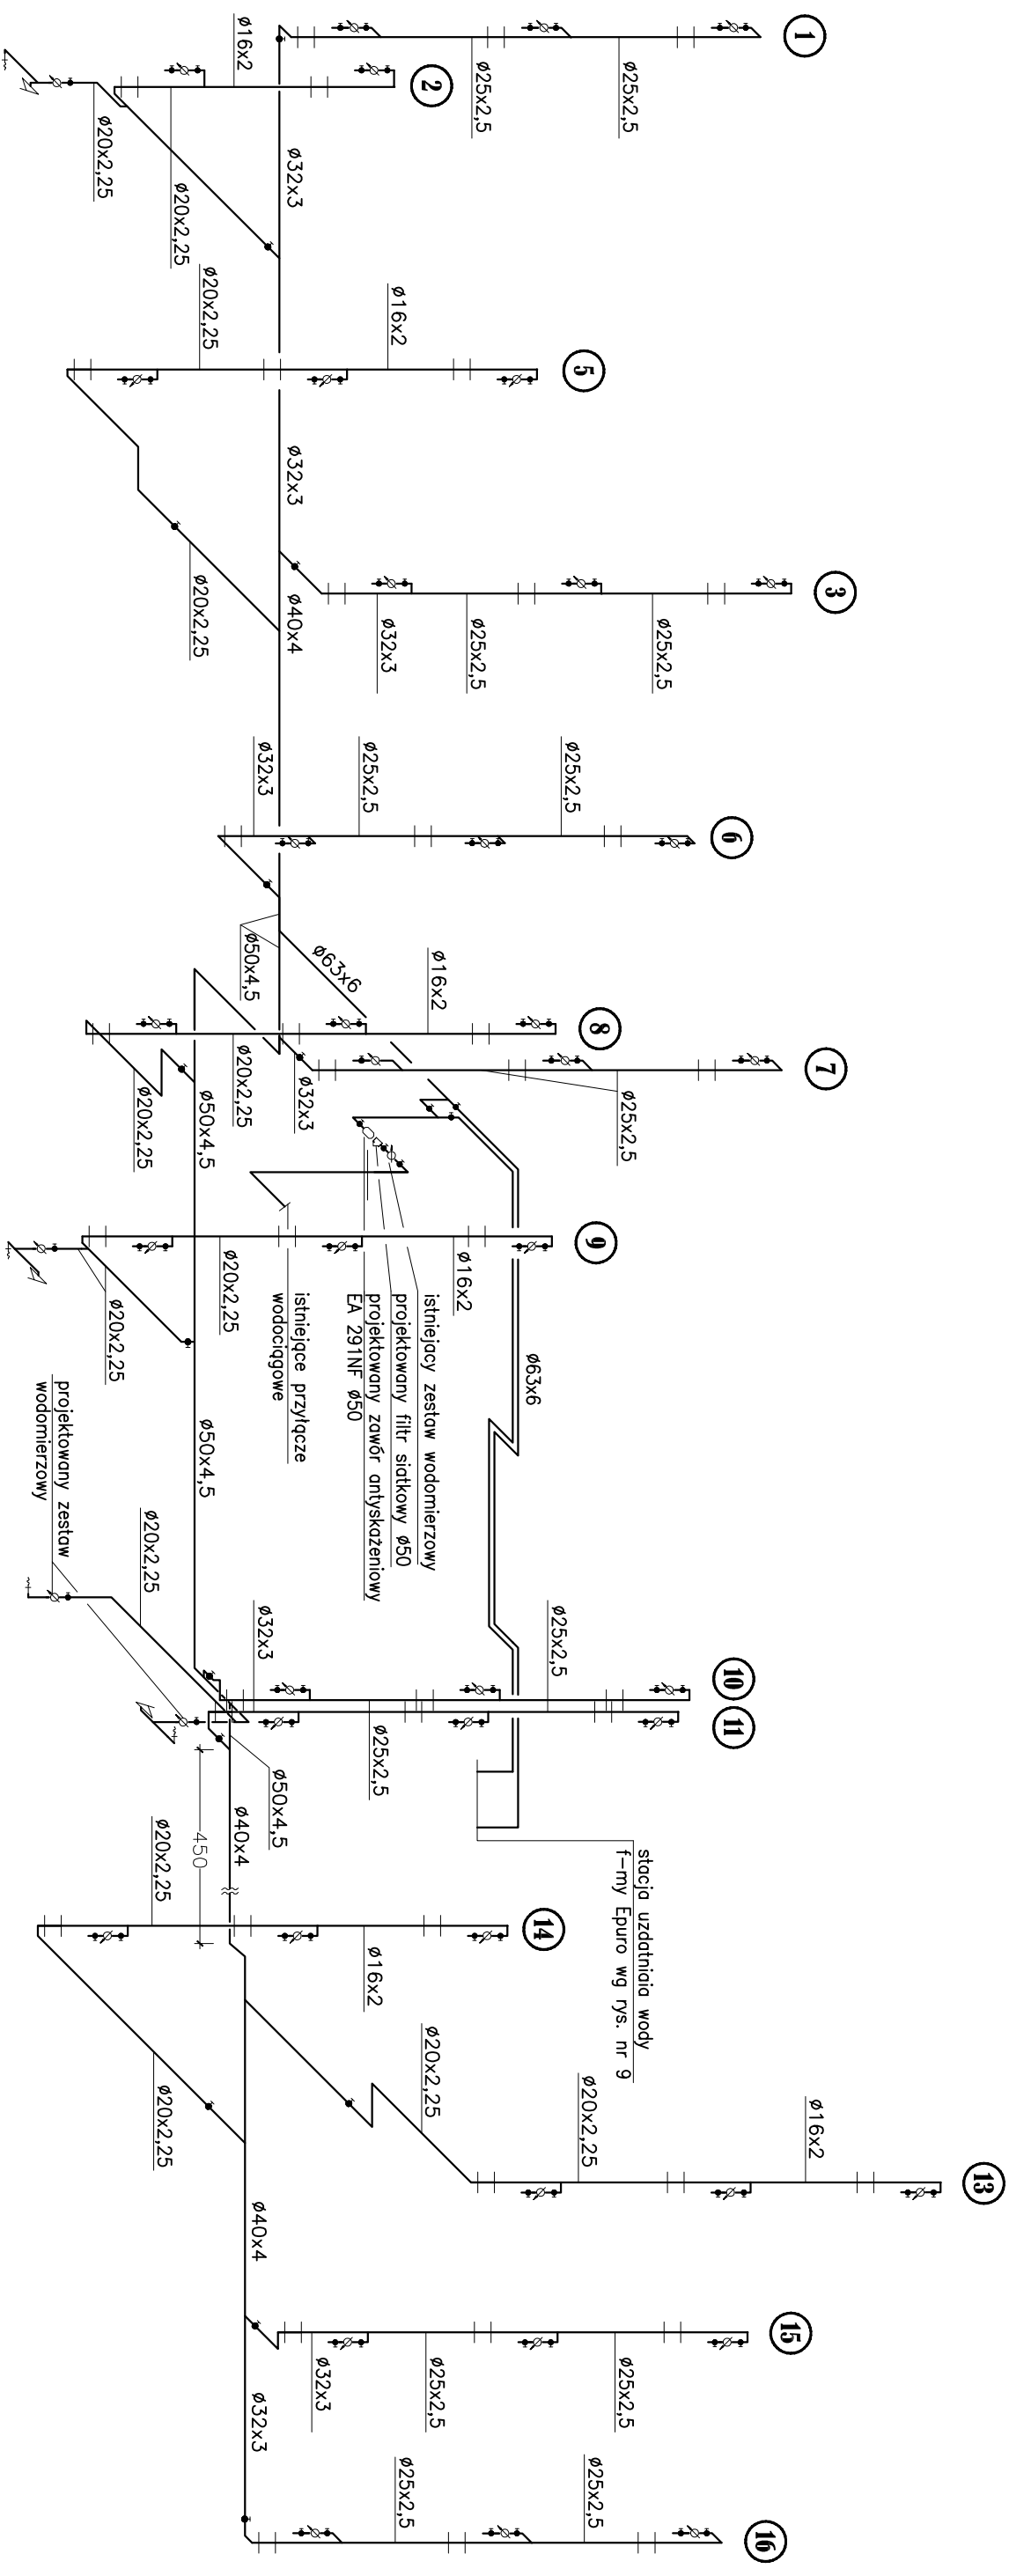 1
ø25x2,5
ø25x2,5
2
ø16x2
ø20x2,25
ø20x2,25
ø32x3
5
ø20x2,25
ø16x2
ø32x3
ø20x2,25
3
ø40x4
ø32x3
ø25x2,5
ø25x2,5
6
ø32x3
ø25x2,5
ø25x2,5
ø50x4,5
ø63x6
8
ø16x2
ø20x2,25
ø20x2,25
7
ø32x3
ø25x2,5
ø50x4,5
9
ø16x2
ø20x2,25
ø20x2,25
istniejacy zestaw wodomierzowy
projektowany filtr siatkowy ø50
projektowany zawór antyskażeniowy
EA 291NF ø50
istniejące przyłącze
wodociągowe
ø63x6
ø50x4,5
projektowany zestaw
wodomierzowy
ø20x2,25
10
11
ø32x3
ø25x2,5
ø25x2,5
ø50x4,5
ø40x4
450
stacja uzdatniaia wody
f-my Epuro wg rys. nr 9
14
ø20x2,25
ø16x2
ø20x2,25
13
ø20x2,25
ø20x2,25
ø16x2
ø40x4
15
ø32x3
ø25x2,5
ø25x2,5
ø32x3
16
ø25x2,5
ø25x2,5